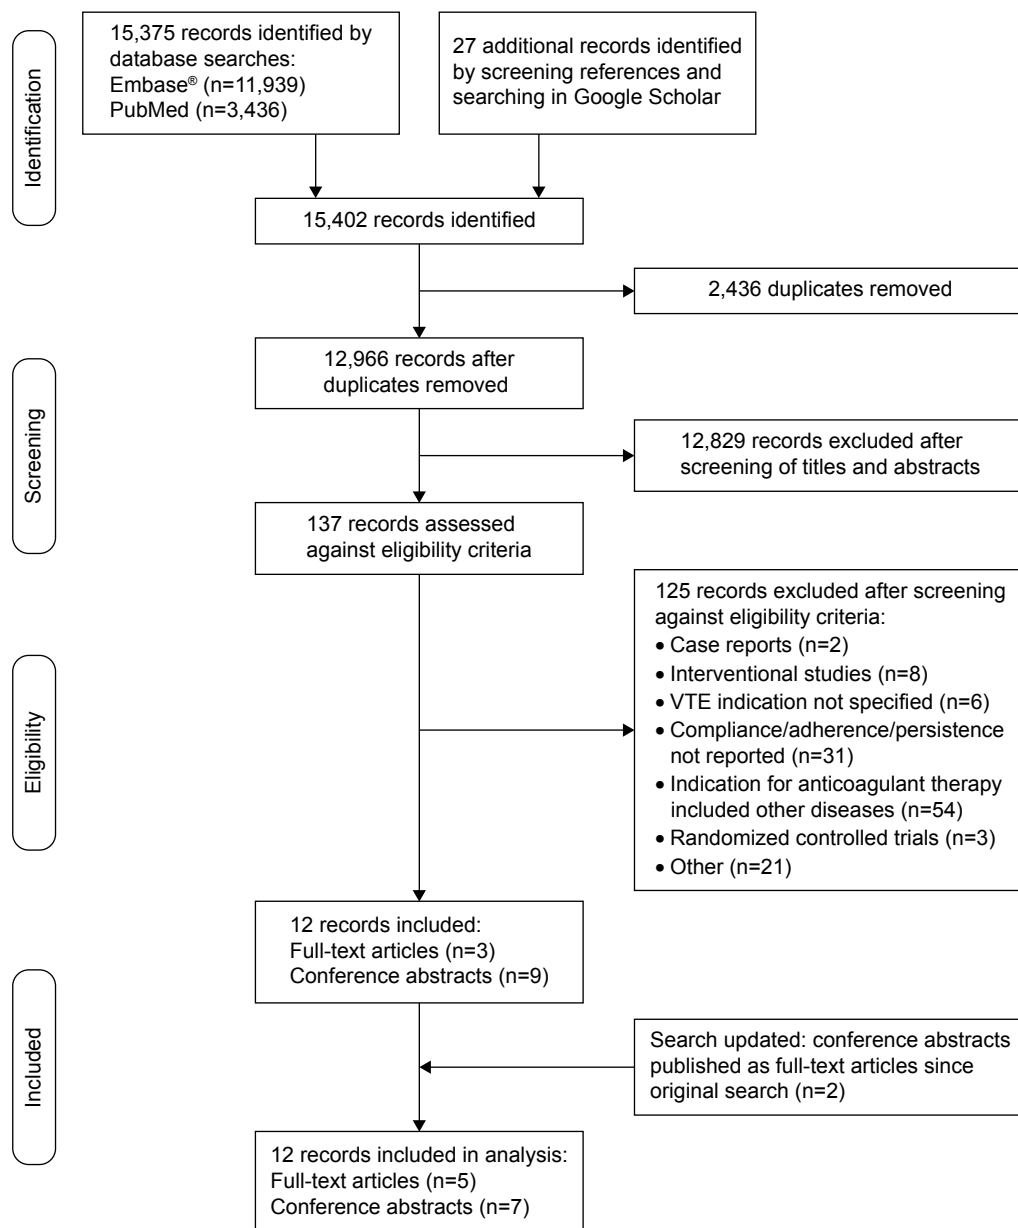 Identification
15,375 records identified by
database searches:
Embase® (n=11,939)
PubMed (n=3,436)
27 additional records identified
by screening references and
searching in Google Scholar
15,402 records identified
2,436 duplicates removed
Screening
12,966 records after
duplicates removed
12,829 records excluded after
screening of titles and abstracts
137 records assessed
against eligibility criteria
Eligibility
125 records excluded after screening
against eligibility criteria:
• Case reports (n=2)
• Interventional studies (n=8)
• VTE indication not specified (n=6)
• Compliance/adherence/persistence
not reported (n=31)
• Indication for anticoagulant therapy
included other diseases (n=54)
• Randomized controlled trials (n=3)
• Other (n=21)
12 records included:
Full-text articles (n=3)
Conference abstracts (n=9)
Included
Search updated: conference abstracts
published as full-text articles since
original search (n=2)
12 records included in analysis:
Full-text articles (n=5)
Conference abstracts (n=7)